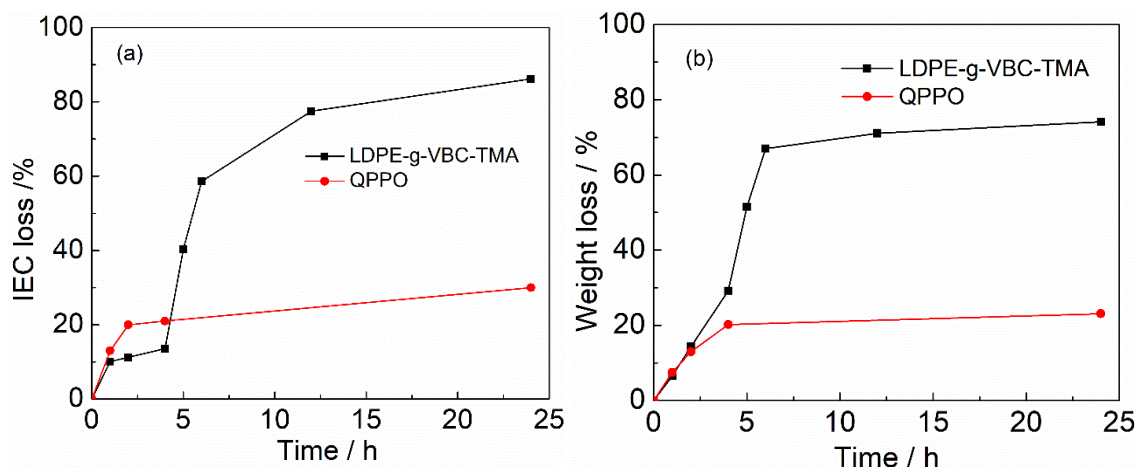 (a)
IEC loss /%
100
80
60
40
20
0
LDPE-g-VBC-TMA
QPPO
0 5 10 15 20 25
Time / h
(b)
Weight loss /%
100
80
60
40
20
0
LDPE-g-VBC-TMA
QPPO
0 5 10 15 20 25
Time / h